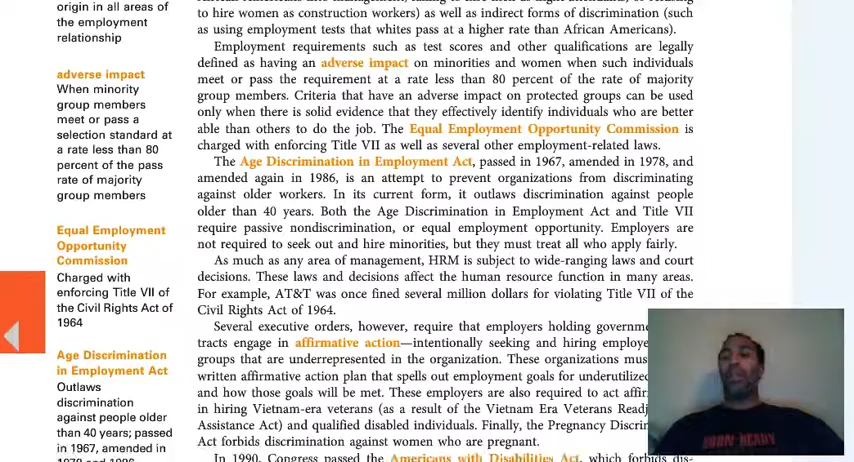 origin in all areas of
the employment
relationship
adverse impact
When minority
group members
meet or pass a
selection standard at
a rate less than 80
percent of the pass
rate of majority
group members
Equal Employment
Opportunity
Commission
Charged with
enforcing Title VII of
the Civil Rights Act of
1964
Age Discrimination
in Employment Act
Outlaws
discrimination
against people older
than 40 years; passed
in 1967, amended in
1978 and 1986
to hire women as construction workers) as well as indirect forms of discrimination (such
as using employment tests that whites pass at a higher rate than African Americans).
Employment requirements such as test scores and other qualifications are legally
defined as having an adverse impact on minorities and women when such individuals
meet or pass the requirement at a rate less than 80 percent of the rate of majority
group members. Criteria that have an adverse impact on protected groups can be used
only when there is solid evidence that they effectively identify individuals who are better
able than others to do the job. The Equal Employment Opportunity Commission is
charged with enforcing Title VII as well as several other employment-related laws.
The Age Discrimination in Employment Act, passed in 1967, amended in 1978, and
amended again in 1986, is an attempt to prevent organizations from discriminating
against older workers. In its current form, it outlaws discrimination against people
older than 40 years. Both the Age Discrimination in Employment Act and Title VII
require passive nondiscrimination, or equal employment opportunity. Employers are
not required to seek out and hire minorities, but they must treat all who apply fairly.
As much as any area of management, HRM is subject to wide-ranging laws and court
decisions. These laws and decisions affect the human resource function in many areas.
For example, AT&T was once fined several million dollars for violating Title VII of the
Civil Rights Act of 1964.
Several executive orders, however, require that employers holding governme
tracts engage in affirmative action—intentionally seeking and hiring employe
groups that are underrepresented in the organization. These organizations mus
written affirmative action plan that spells out employment goals for underutilized
and how those goals will be met. These employers are also required to act affir
in hiring Vietnam-era veterans (as a result of the Vietnam Era Veterans Readj
Assistance Act) and qualified disabled individuals. Finally, the Pregnancy Discrin
Act forbids discrimination against women who are pregnant.
In 1990, Congress passed the Americans with Disabilities Act, which forbids dis-